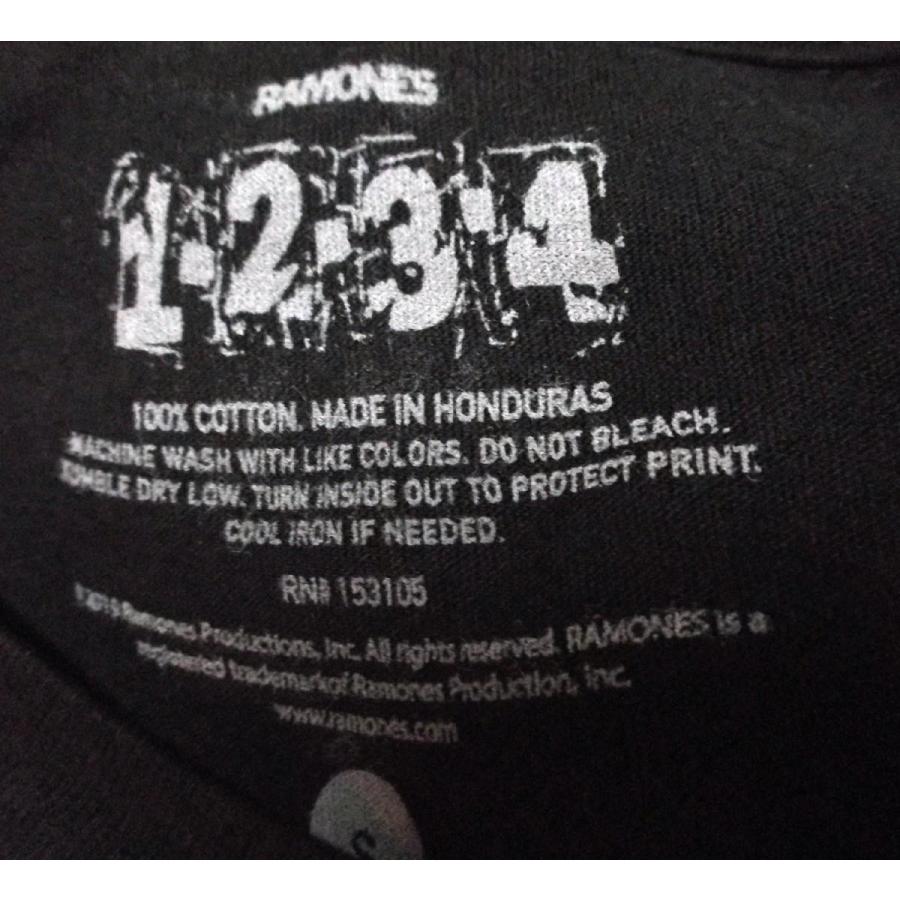 RAMONES
1-2-3-4
100% COTTON. MADE IN HONDURAS
MACHINE WASH WITH LIKE COLORS. DO NOT BLEACH.
TUMBLE DRY LOW. TURN INSIDE OUT TO PROTECT PRINT.
COOL IRON IF NEEDED.
RN# 153105
Ramones Productions, Inc. All rights reserved. RAMONES is a
registered trademark of Ramones Production, Inc.
www.ramones.com
S